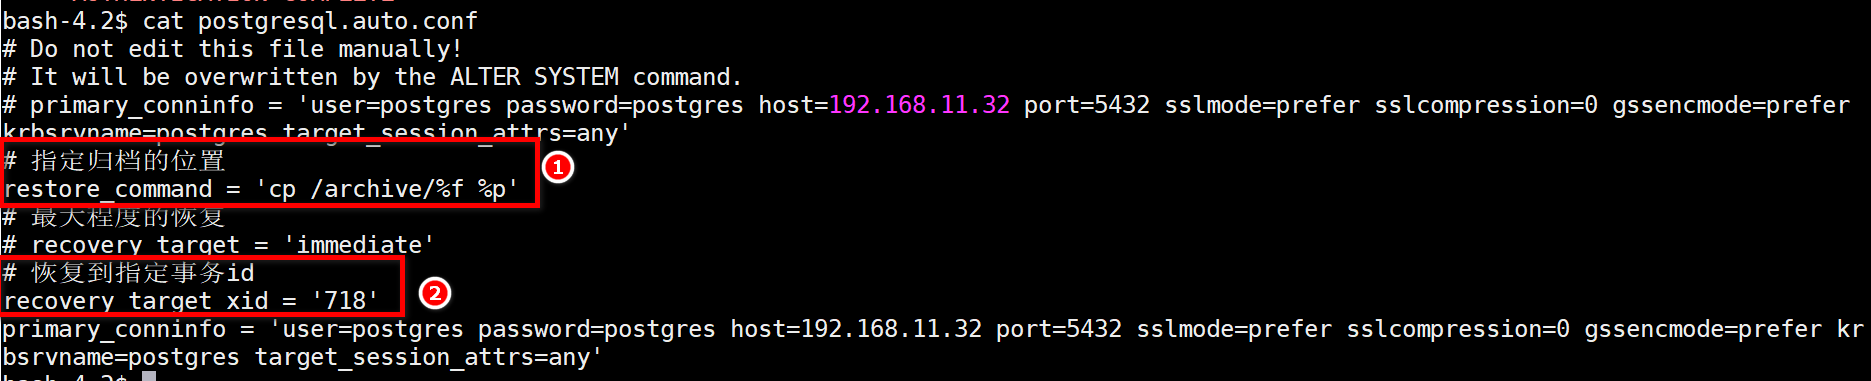 bash-4.2$ cat postgresql.auto.conf
# Do not edit this file manually!
# It will be overwritten by the ALTER SYSTEM command.
# primary_conninfo = 'user=postgres password=postgres host=192.168.11.32 port=5432 sslmode=prefer sslcompression=0 gssencmode=prefer
krbsrvname=postgres target_session_attrs=any'
# 指定归档的位置
1
restore_command = 'cp /archive/%f %p'
# 最大程度的恢复
# recovery_target = 'immediate'
# 恢复到指定事务id
2
recovery_target_xid = '718'
primary_conninfo = 'user=postgres password=postgres host=192.168.11.32 port=5432 sslmode=prefer sslcompression=0 gssencmode=prefer kr
bsrvname=postgres target_session_attrs=any'
bash-4.2$